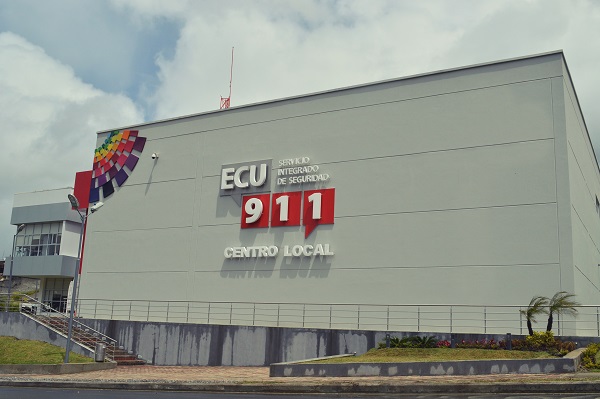 ECU
SERVICIO
INTEGRADO
DE SEGURIDAD
911
CENTRO LOCAL